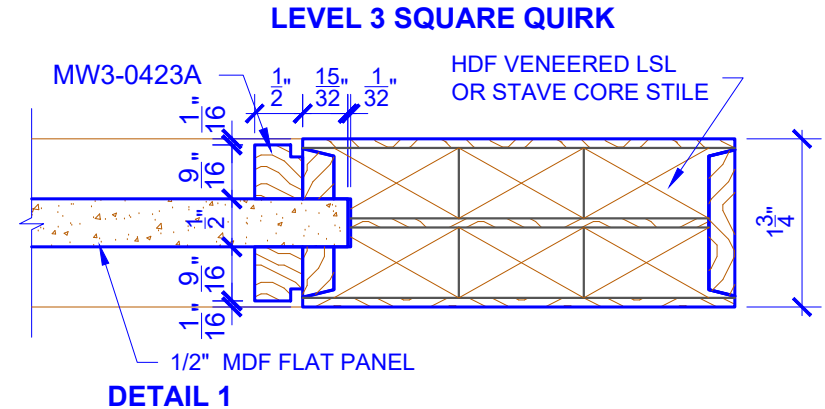 LEVEL 3 SQUARE QUIRK
MW3-0423A
1/2"
15/32"
1/32"
HDF VENEERED LSL
OR STAVE CORE STILE
1/16"
9/16"
1/2"
9/16"
1/16"
1 3/4"
1/2" MDF FLAT PANEL
DETAIL 1